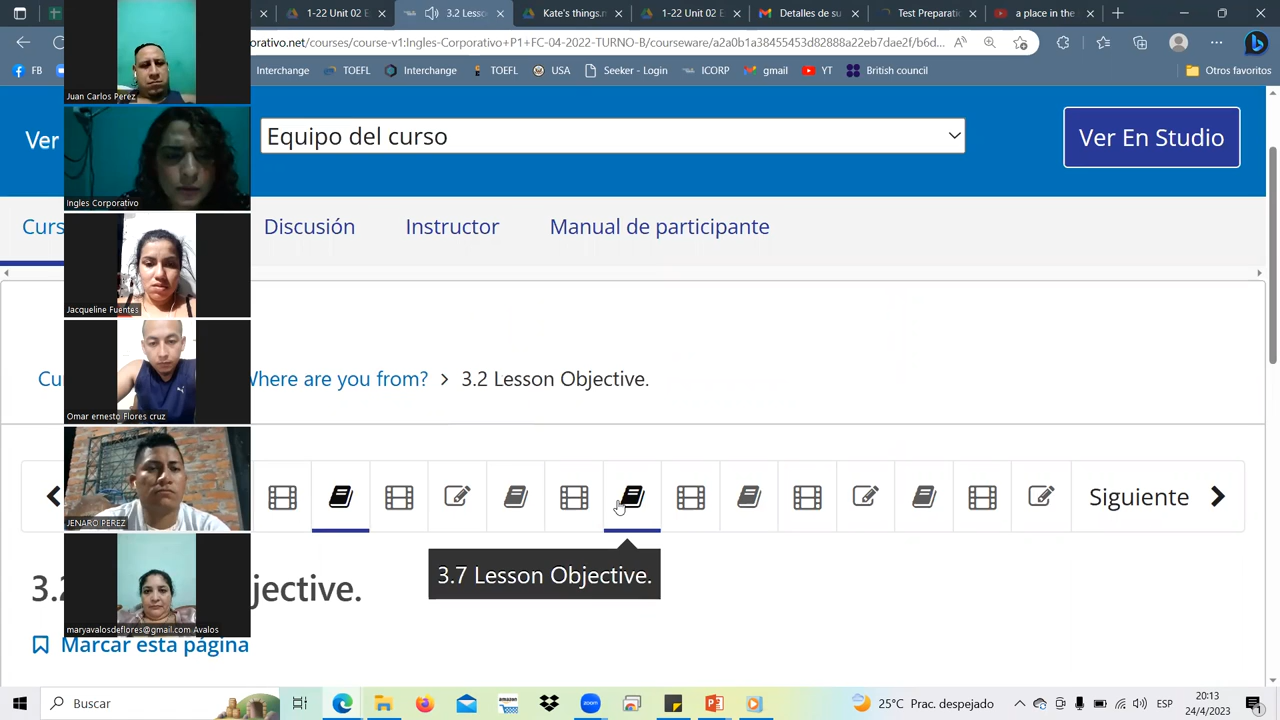 1-22 Unit 02 E
3.7 Lesso
Kate's things.m
1-22 Unit 02 E
Detalles de su
Test Preparatic
a place in the
orativo.net/courses/course-v1:Ingles-Corporativo+P1+FC-04-2022-TURNO-B/courseware/a2a0b1a38455453d82888a22eb7dae2f/b6d...
FB
Interchange
TOEFL
Interchange
TOEFL
USA
Seeker - Login
ICORP
gmail
YT
British council
Otros favoritos
Juan Carlos Perez
Ver
Equipo del curso
Ver En Studio
Ingles Corporativo
Curs
Discusión
Instructor
Manual de participante
Jacqueline Fuentes
Cu
Where are you from?
3.2 Lesson Objective.
Omar ernesto Flores cruz
Siguiente
JENARO PEREZ
3.7 Lesson Objective.
3.2
jective.
maryavalosdeflores@gmail.com Avalos
Marcar esta página
Buscar
amazon
zoom
25°C Prac. despejado
ESP
20:13
24/4/2023
1